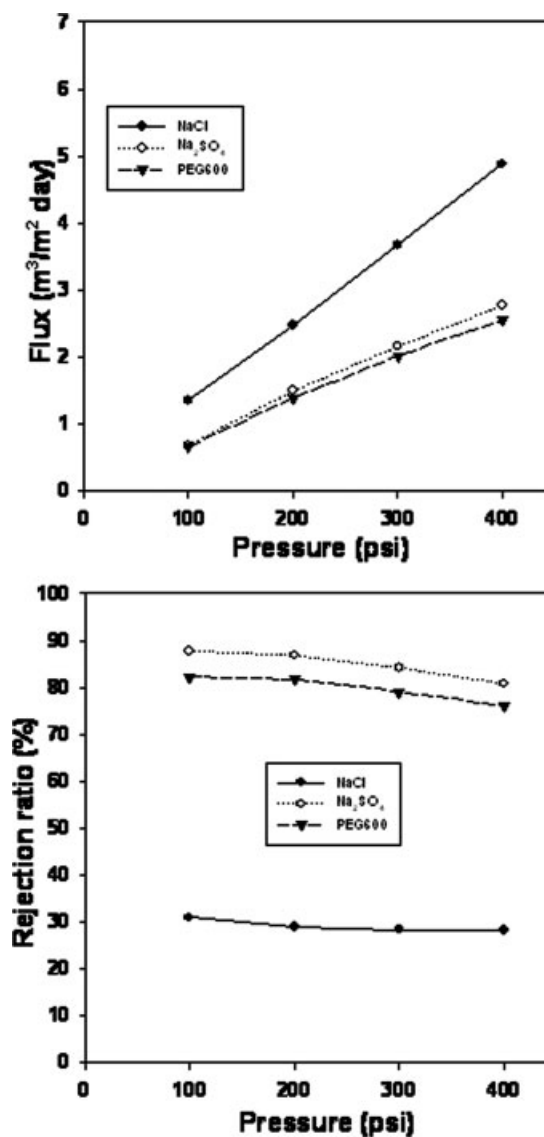 7
6
5
4
3
2
1
0
Flux (m³/m² day)
NaCl
Na₂SO₄
PEG600
0 100 200 300 400
Pressure (psi)
100
90
80
70
60
50
40
30
20
10
0
Rejection ratio (%)
NaCl
Na₂SO₄
PEG600
0 100 200 300 400
Pressure (psi)